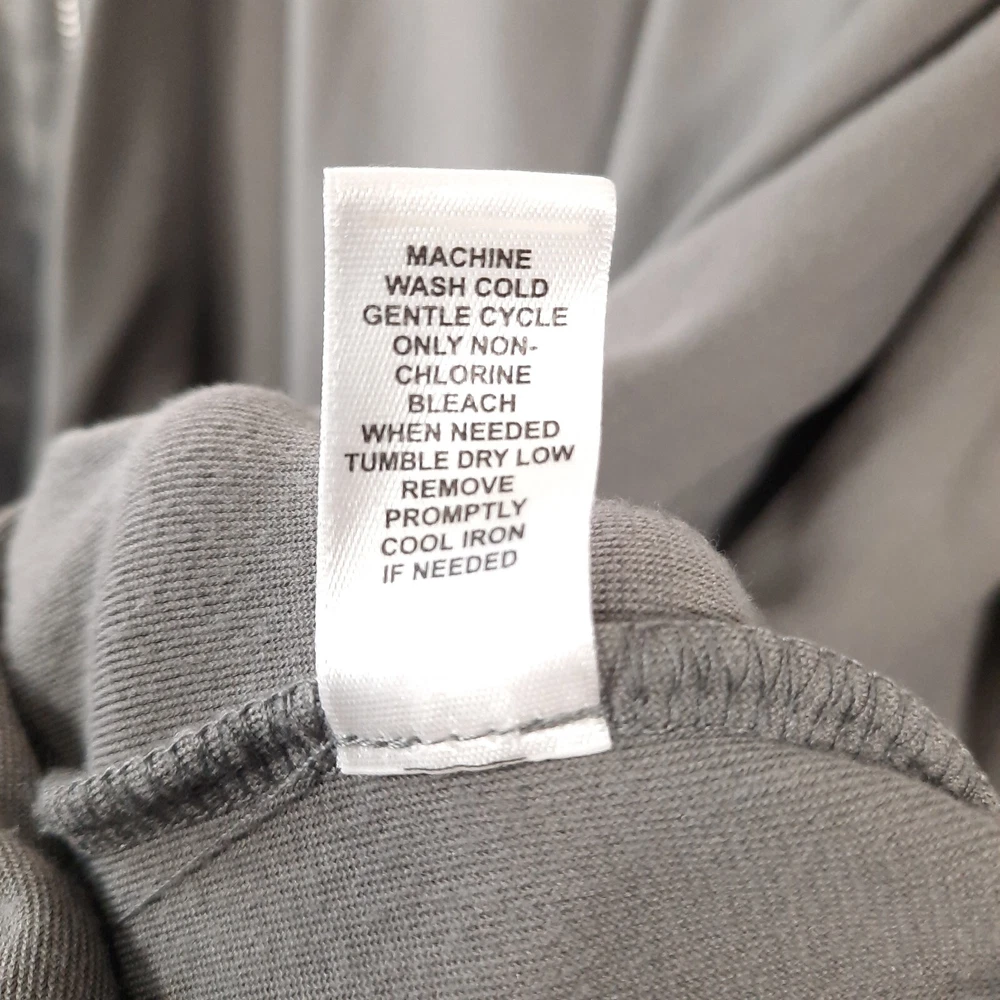 MACHINE
WASH COLD
GENTLE CYCLE
ONLY NON-
CHLORINE
BLEACH
WHEN NEEDED
TUMBLE DRY LOW
REMOVE
PROMPTLY
COOL IRON
IF NEEDED